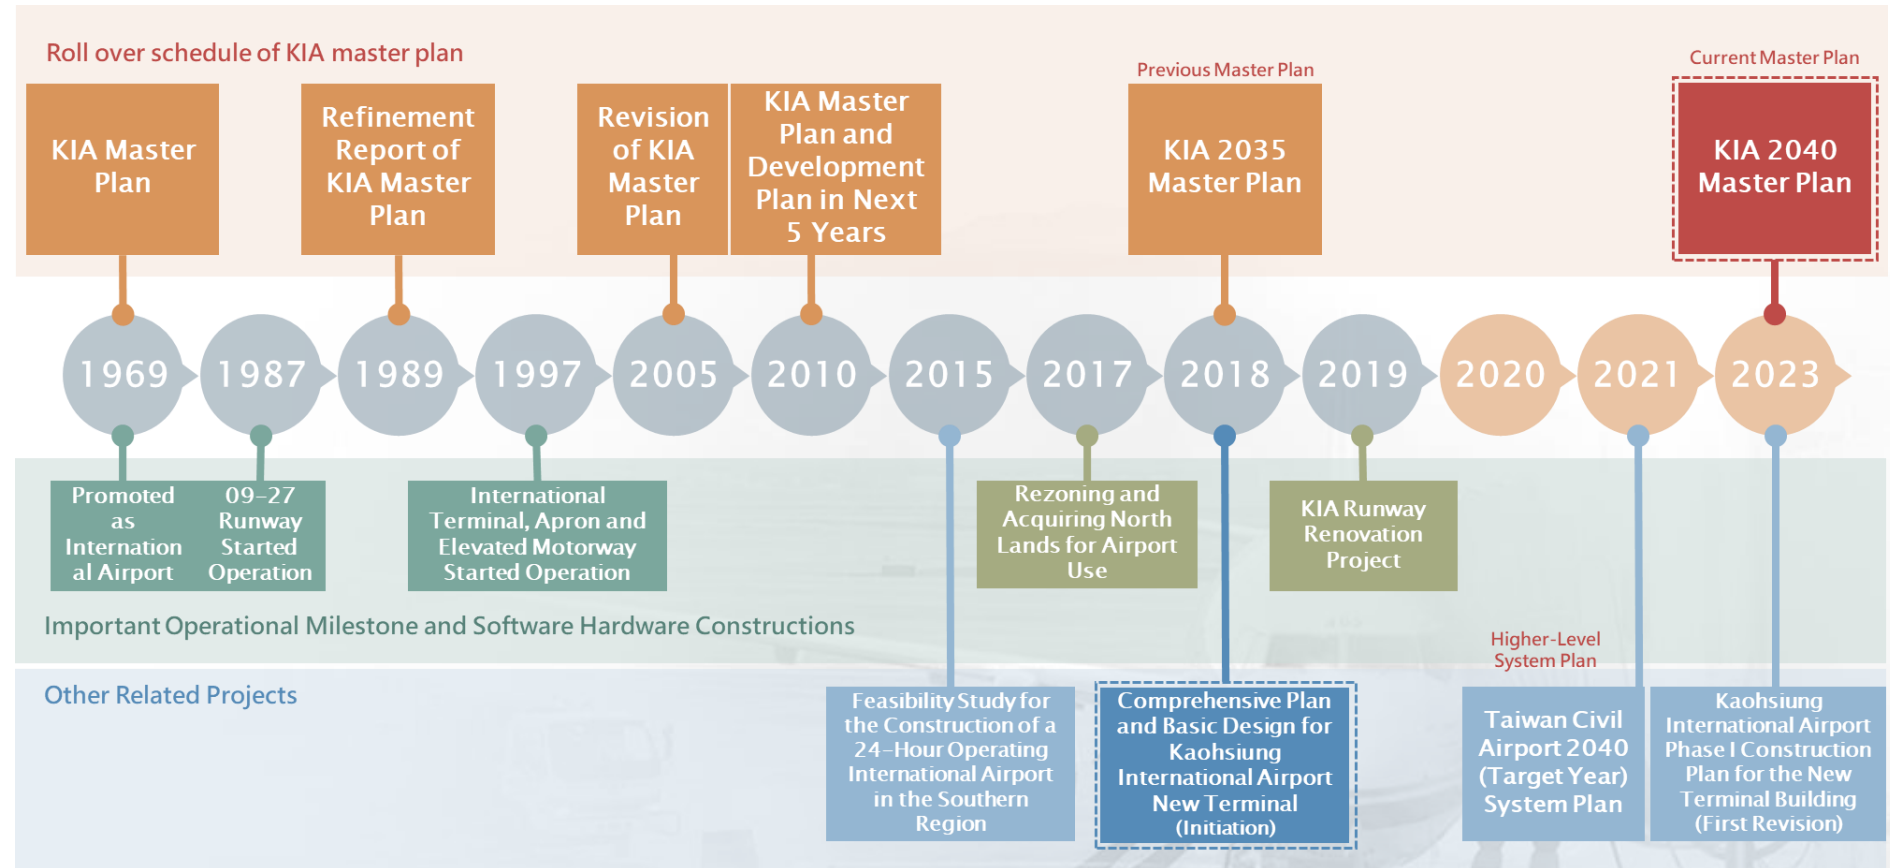 Roll over schedule of KIA master plan
Previous Master Plan
Current Master Plan
KIA Master
Plan
Refinement
Report of
KIA Master
Plan
Revision
of KIA
Master
Plan
KIA Master
Plan and
Development
Plan in Next
5 Years
KIA 2035
Master Plan
KIA 2040
Master Plan
1969
1987
1989
1997
2005
2010
2015
2017
2018
2019
2020
2021
2023
Promoted
as
Internation
al Airport
09-27
Runway
Started
Operation
International
Terminal, Apron and
Elevated Motorway
Started Operation
Rezoning and
Acquiring North
Lands for Airport
Use
KIA Runway
Renovation
Project
Important Operational Milestone and Software Hardware Constructions
Higher-Level
System Plan
Other Related Projects
Feasibility Study for
the Construction of a
24-Hour Operating
International Airport
in the Southern
Region
Comprehensive Plan
and Basic Design for
Kaohsiung
International Airport
New Terminal
(Initiation)
Taiwan Civil
Airport 2040
(Target Year)
System Plan
Kaohsiung
International Airport
Phase I Construction
Plan for the New
Terminal Building
(First Revision)